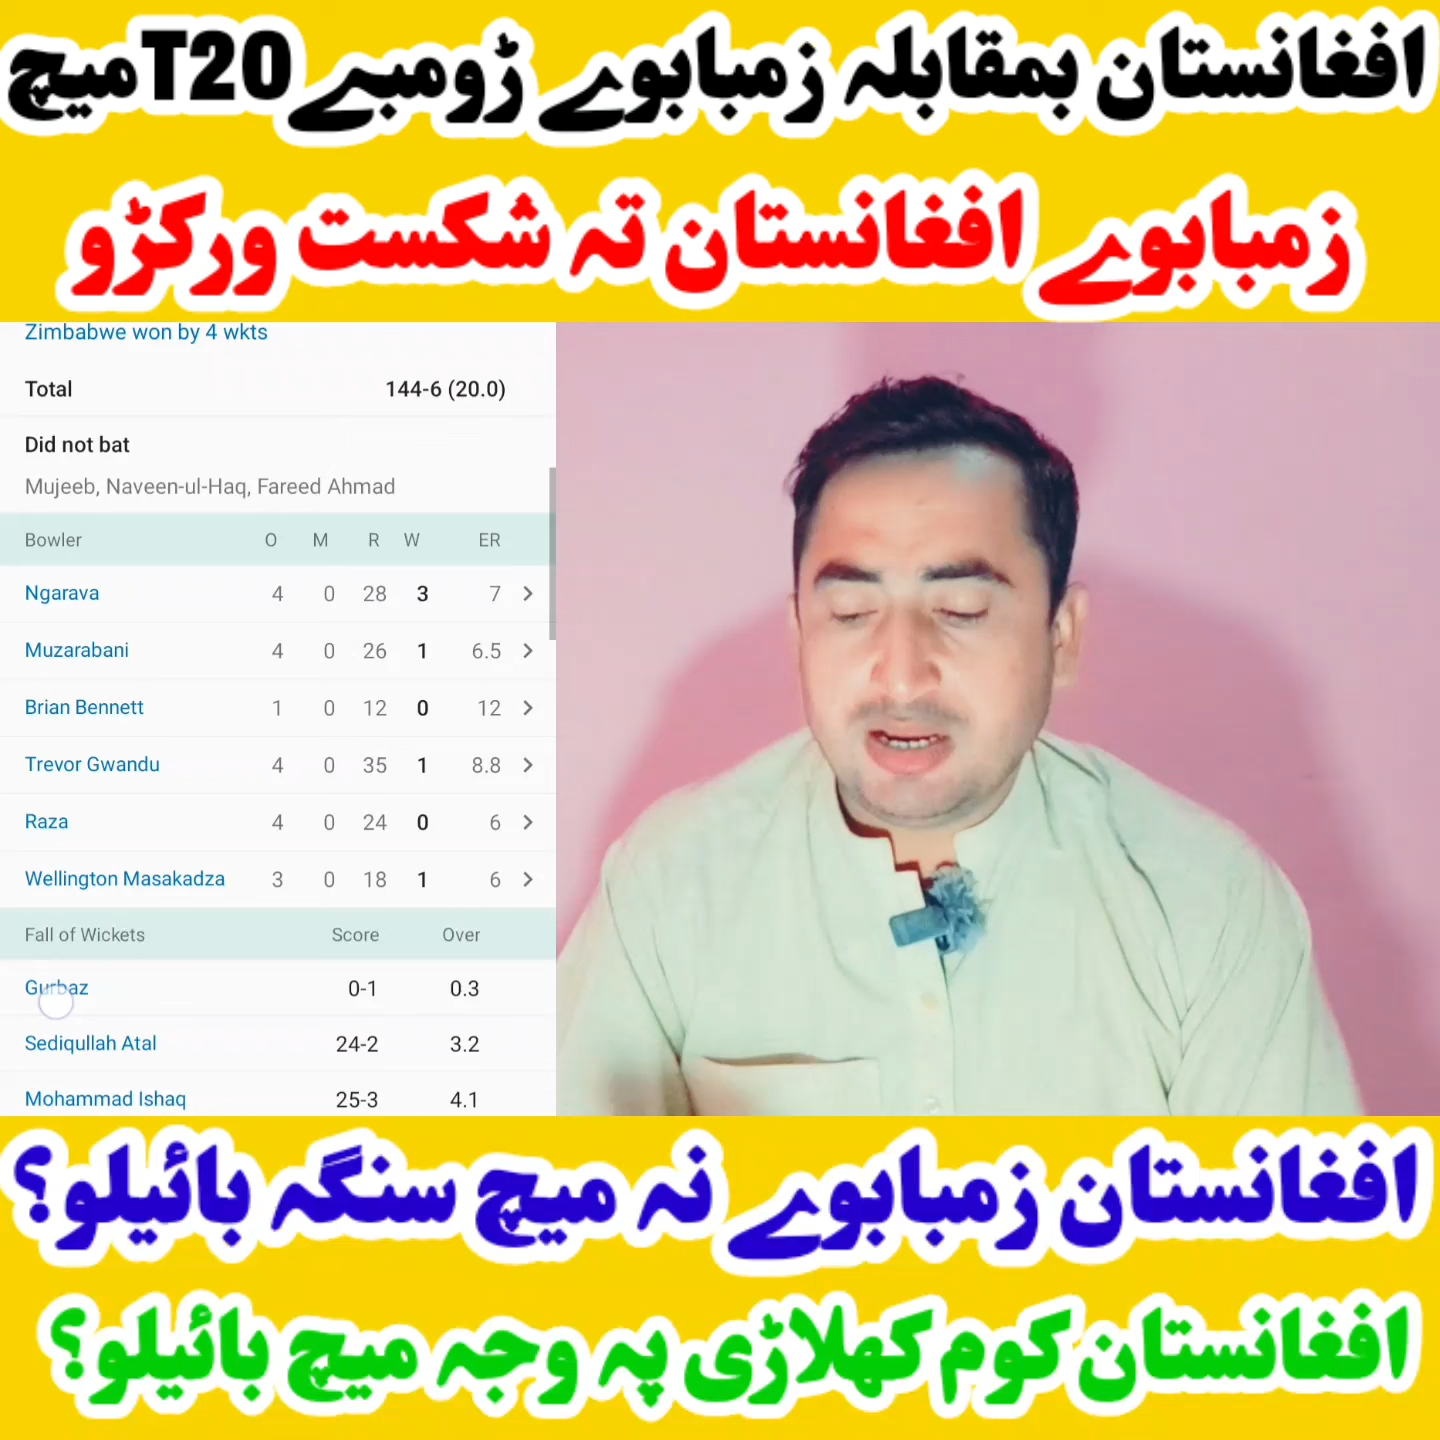 افغانستان بمقابلہ زمبابوے ړومبے T20 میچ
زمبابوے افغانستان تہ شکست ورکړو
Zimbabwe won by 4 wkts
Total 144-6 (20.0)
Did not bat
Mujeeb, Naveen-ul-Haq, Fareed Ahmad
Bowler O M R W ER
Ngarava 4 0 28 3 7
Muzarabani 4 0 26 1 6.5
Brian Bennett 1 0 12 0 12
Trevor Gwandu 4 0 35 1 8.8
Raza 4 0 24 0 6
Wellington Masakadza 3 0 18 1 6
Fall of Wickets Score Over
Gurbaz 0-1 0.3
Sediqullah Atal 24-2 3.2
Mohammad Ishaq 25-3 4.1
افغانستان زمبابوے نہ میچ سنگہ بائیلو؟
افغانستان کوم کھلاڑی پہ وجہ میچ بائیلو؟